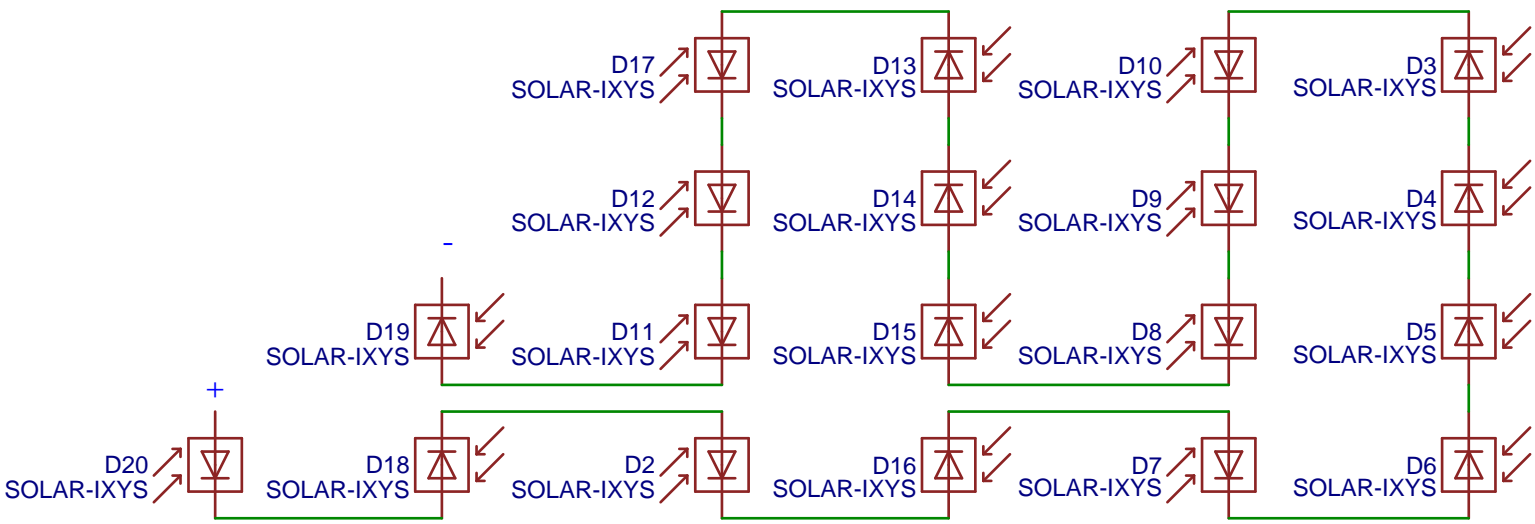 D17
SOLAR-IXYS
D13
SOLAR-IXYS
D10
SOLAR-IXYS
D3
SOLAR-IXYS
D12
SOLAR-IXYS
D14
SOLAR-IXYS
D9
SOLAR-IXYS
D4
SOLAR-IXYS
-
D19
SOLAR-IXYS
D11
SOLAR-IXYS
D15
SOLAR-IXYS
D8
SOLAR-IXYS
D5
SOLAR-IXYS
+
D20
SOLAR-IXYS
D18
SOLAR-IXYS
D2
SOLAR-IXYS
D16
SOLAR-IXYS
D7
SOLAR-IXYS
D6
SOLAR-IXYS